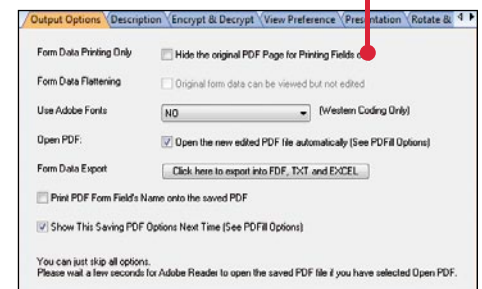 Output Options Description Encrypt & Decrypt View Preference Presentation Rotate &
Form Data Printing Only Hide the original PDF Page for Printing Fields
Form Data Flattening Original form data can be viewed but not edited
Use Adobe Fonts NO (Western Coding Only)
Open PDF: Open the new edited PDF file automatically (See PDFill Options)
Form Data Export Click here to export into FDF, TXT and EXCEL
Print PDF Form Field's Name onto the saved PDF
Show This Saving PDF Options Next Time (See PDFill Options)
You can just skip all options.
Please wait a few seconds for Adobe Reader to open the saved PDF file if you have selected Open PDF.